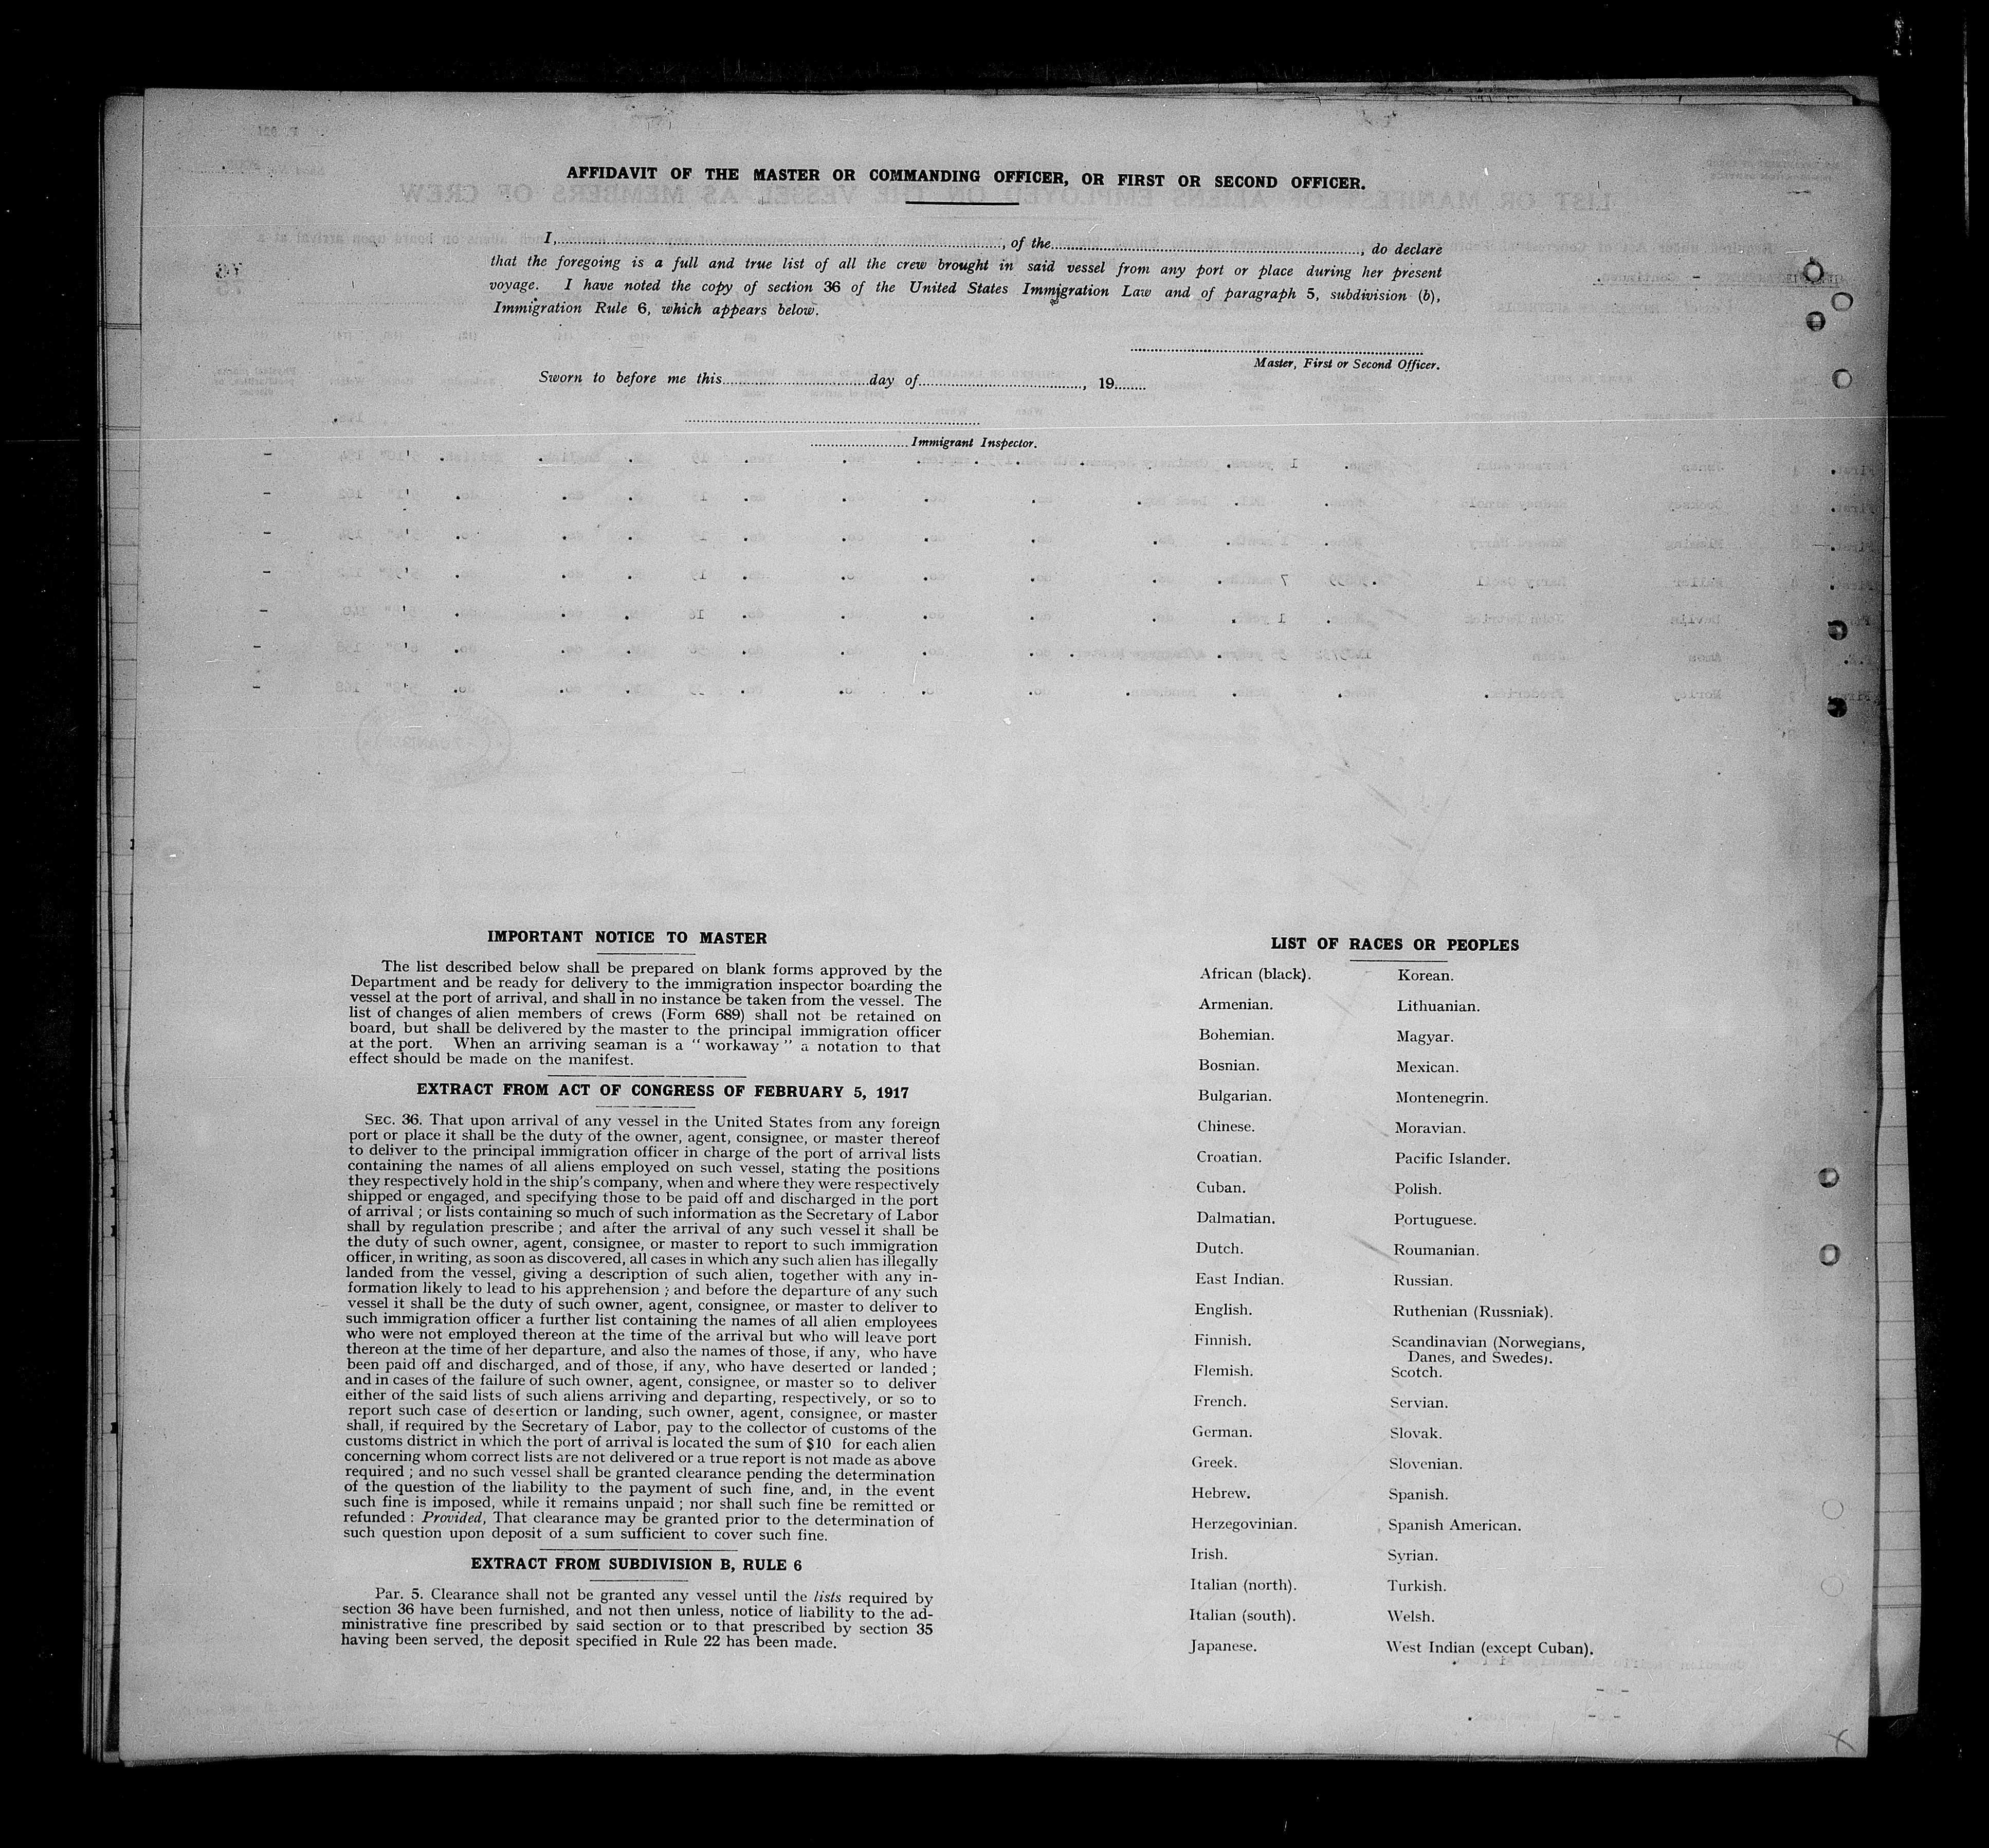 AFFIDAVIT OF THE MASTER OR COMMANDING OFFICER, OR FIRST OR SECOND OFFICER.
I,................................, of the................................, do declare
that the foregoing is a full and true list of all the crew brought in said vessel from any port or place during her present
voyage. I have noted the copy of section 36 of the United States Immigration Law and of paragraph 5, subdivision (b),
Immigration Rule 6, which appears below.
Master, First or Second Officer.
Sworn to before me this................day of................, 19........
................Immigrant Inspector.
IMPORTANT NOTICE TO MASTER
The list described below shall be prepared on blank forms approved by the
Department and be ready for delivery to the immigration inspector boarding the
vessel at the port of arrival, and shall in no instance be taken from the vessel. The
list of changes of alien members of crews (Form 689) shall not be retained on
board, but shall be delivered by the master to the principal immigration officer
at the port. When an arriving seaman is a "workaway" a notation to that
effect should be made on the manifest.
EXTRACT FROM ACT OF CONGRESS OF FEBRUARY 5, 1917
SEC. 36. That upon arrival of any vessel in the United States from any foreign
port or place it shall be the duty of the owner, agent, consignee, or master thereof
to deliver to the principal immigration officer in charge of the port of arrival lists
containing the names of all aliens employed on such vessel, stating the positions
they respectively hold in the ship's company, when and where they were respectively
shipped or engaged, and specifying those to be paid off and discharged in the port
of arrival ; or lists containing so much of such information as the Secretary of Labor
shall by regulation prescribe ; and after the arrival of any such vessel it shall be
the duty of such owner, agent, consignee, or master to report to such immigration
officer, in writing, as soon as discovered, all cases in which any such alien has illegally
landed from the vessel, giving a description of such alien, together with any in-
formation likely to lead to his apprehension ; and before the departure of any such
vessel it shall be the duty of such owner, agent, consignee, or master to deliver to
such immigration officer a further list containing the names of all alien employees
who were not employed thereon at the time of the arrival but who will leave port
thereon at the time of her departure, and also the names of those, if any, who have
been paid off and discharged, and of those, if any, who have deserted or landed ;
and in cases of the failure of such owner, agent, consignee, or master so to deliver
either of the said lists of such aliens arriving and departing, respectively, or so to
report such case of desertion or landing, such owner, agent, consignee, or master
shall, if required by the Secretary of Labor, pay to the collector of customs of the
customs district in which the port of arrival is located the sum of $10 for each alien
concerning whom correct lists are not delivered or a true report is not made as above
required ; and no such vessel shall be granted clearance pending the determination
of the question of the liability to the payment of such fine, and, in the event
such fine is imposed, while it remains unpaid ; nor shall such fine be remitted or
refunded : Provided, That clearance may be granted prior to the determination of
such question upon deposit of a sum sufficient to cover such fine.
EXTRACT FROM SUBDIVISION B, RULE 6
Par. 5. Clearance shall not be granted any vessel until the lists required by
section 36 have been furnished, and not then unless, notice of liability to the ad-
ministrative fine prescribed by said section or to that prescribed by section 35
having been served, the deposit specified in Rule 22 has been made.
LIST OF RACES OR PEOPLES
African (black).
Armenian.
Bohemian.
Bosnian.
Bulgarian.
Chinese.
Croatian.
Cuban.
Dalmatian.
Dutch.
East Indian.
English.
Finnish.
Flemish.
French.
German.
Greek.
Hebrew.
Herzegovinian.
Irish.
Italian (north).
Italian (south).
Japanese.
Korean.
Lithuanian.
Magyar.
Mexican.
Montenegrin.
Moravian.
Pacific Islander.
Polish.
Portuguese.
Roumanian.
Russian.
Ruthenian (Russniak).
Scandinavian (Norwegians,
Danes, and Swedes).
Scotch.
Servian.
Slovak.
Slovenian.
Spanish.
Spanish American.
Syrian.
Turkish.
Welsh.
West Indian (except Cuban).